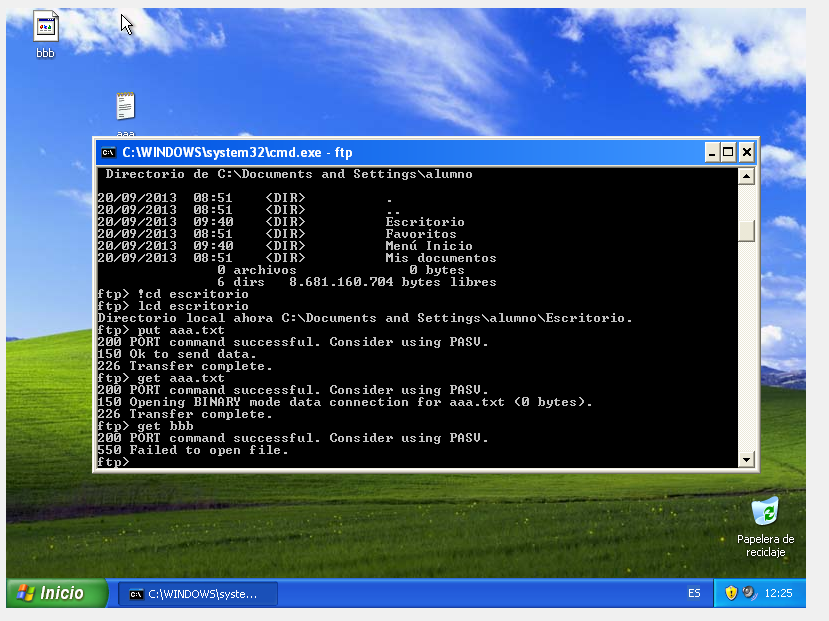 bbb
aaa
C:\WINDOWS\system32\cmd.exe - ftp
Directorio de C:\Documents and Settings\alumno
20/09/2013  08:51    <DIR>          .
20/09/2013  08:51    <DIR>          ..
20/09/2013  09:40    <DIR>          Escritorio
20/09/2013  08:51    <DIR>          Favoritos
20/09/2013  09:40    <DIR>          Menú Inicio
20/09/2013  08:51    <DIR>          Mis documentos
0 archivos              0 bytes
6 dirs   8.681.160.704 bytes libres
ftp> !cd escritorio
ftp> lcd escritorio
Directorio local ahora C:\Documents and Settings\alumno\Escritorio.
ftp> put aaa.txt
200 PORT command successful. Consider using PASV.
150 Ok to send data.
226 Transfer complete.
ftp> get aaa.txt
200 PORT command successful. Consider using PASV.
150 Opening BINARY mode data connection for aaa.txt (0 bytes).
226 Transfer complete.
ftp> get bbb
200 PORT command successful. Consider using PASV.
550 Failed to open file.
ftp>
Papelera de
reciclaje
Inicio
C:\WINDOWS\syste...
ES
12:25